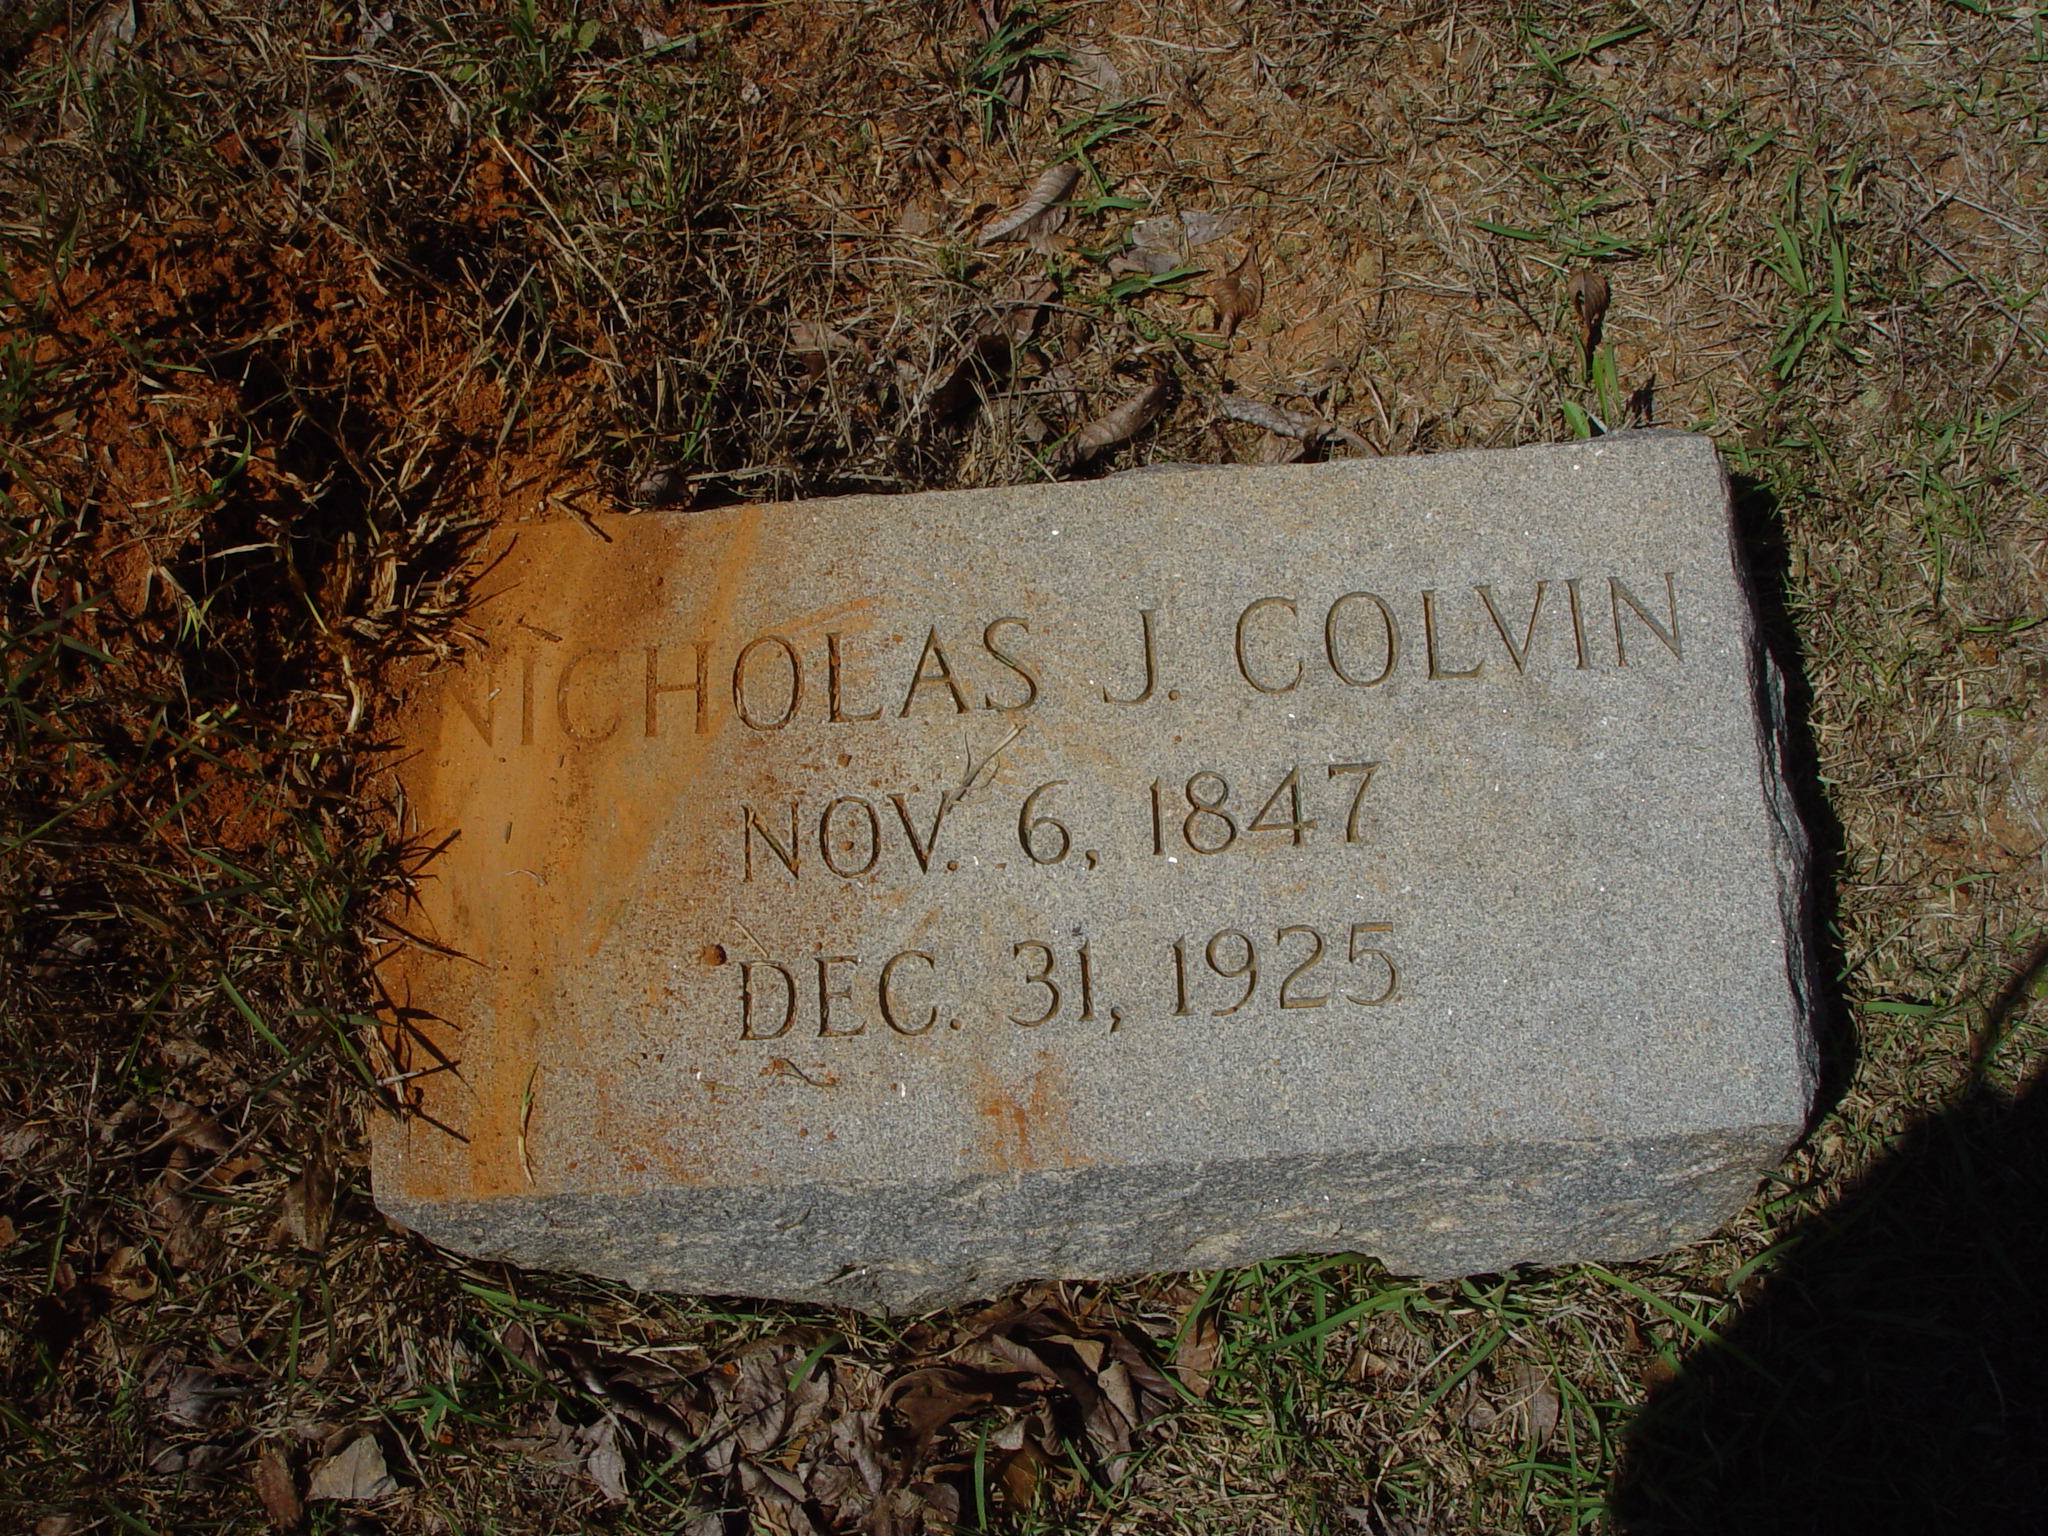 NICHOLAS J. COLVIN
NOV. 6, 1847
DEC. 31, 1925